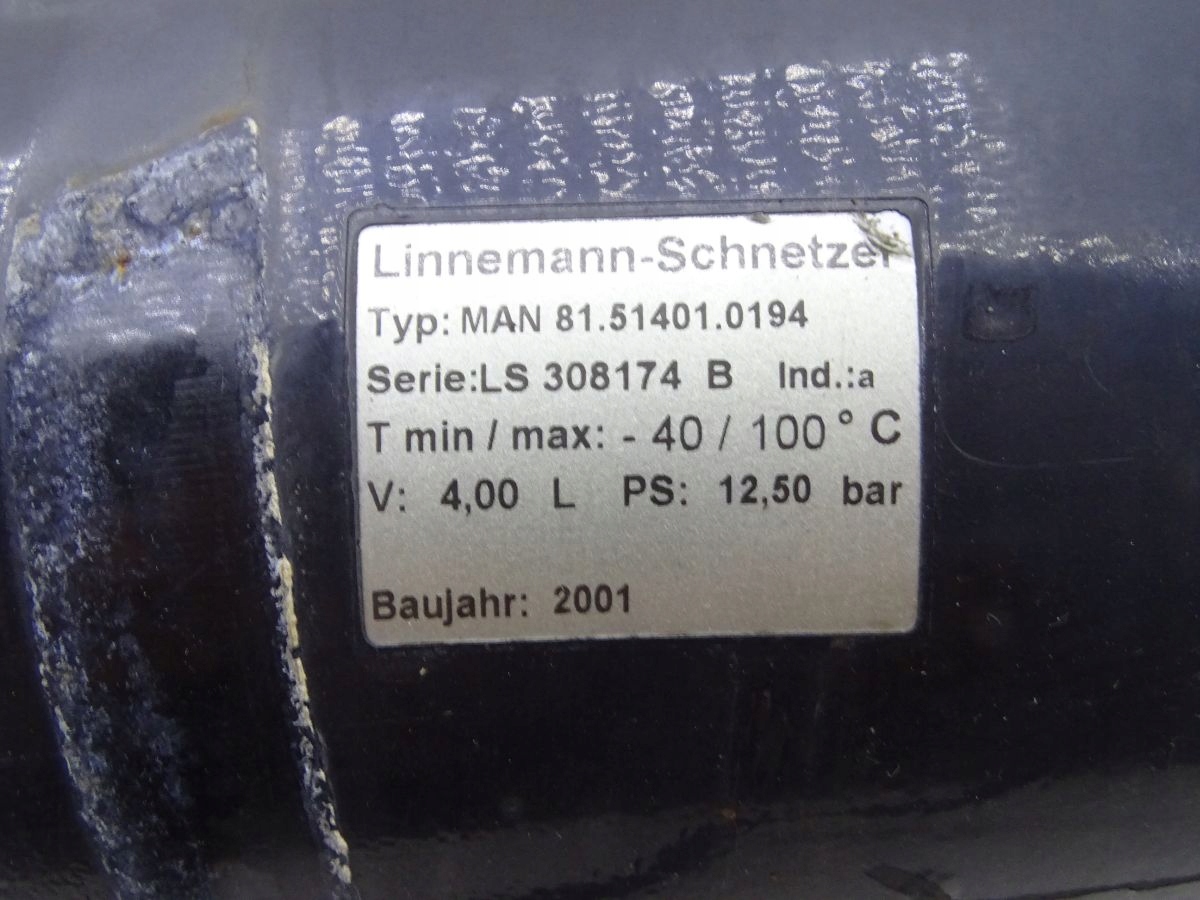 Linnemann-Schnetzer
Typ: MAN 81.51401.0194
Serie:LS 308174 B Ind.:a
T min / max: - 40 / 100 ° C
V: 4,00 L PS: 12,50 bar
Baujahr: 2001